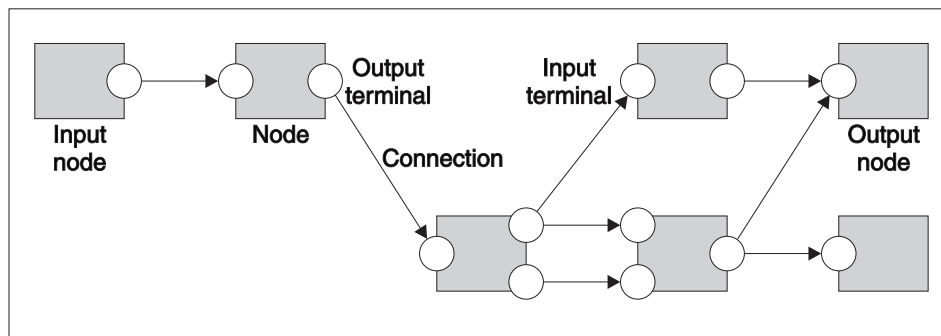 Output
terminal
Input
terminal
Input
node
Node
Output
node
Connection